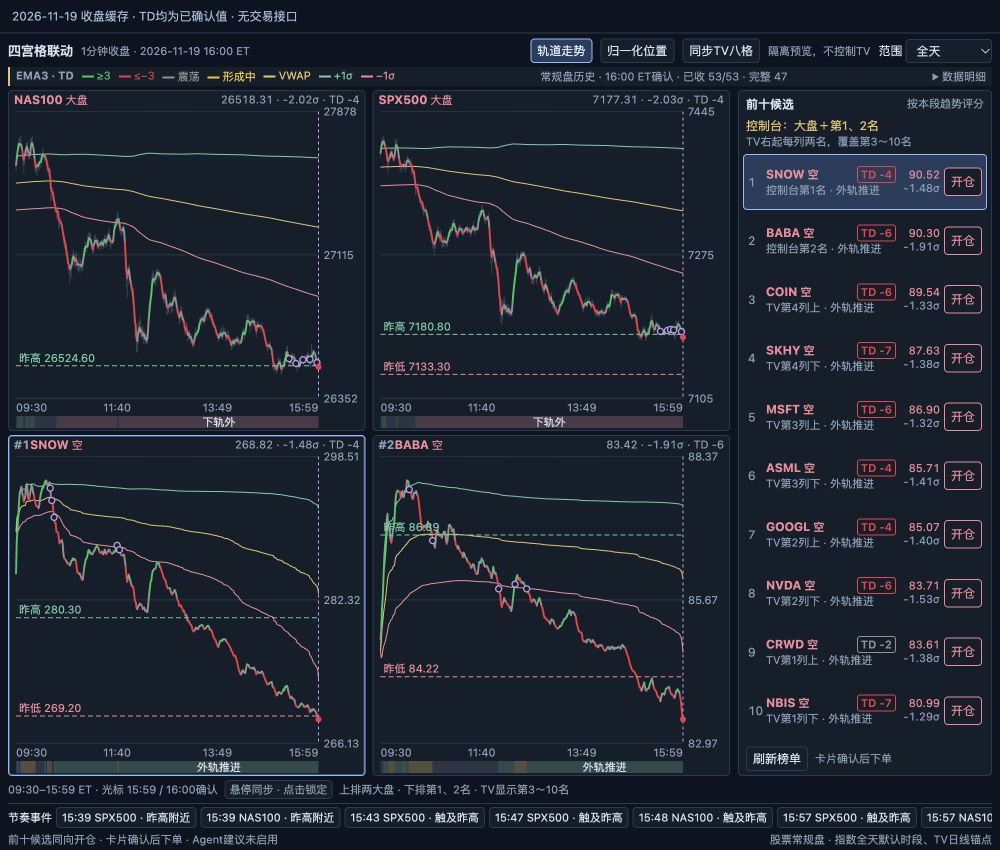 2026-11-19 收盘缓存 · TD均为已确认值 · 无交易接口
四宫格联动 1分钟收盘 · 2026-11-19 16:00 ET 轨道走势 归一化位置 同步TV八格 隔离预览，不控制TV 范围 全天
EMA3 · TD ≥3 ≤−3 震荡 形成中 VWAP +1σ −1σ 常规盘历史 · 16:00 ET确认 · 已收 53/53 · 完整 47 ▶数据明细
NAS100 大盘 26518.31 · -2.02σ · TD -4
27878
27115
昨高 26524.60
26352
09:30 11:40 13:49 15:59
下轨外
SPX500 大盘 7177.31 · -2.03σ · TD -4
7445
7275
昨高 7180.80
昨低 7133.30
7105
09:30 11:40 13:49 15:59
下轨外
#1SNOW 空 268.82 · -1.48σ · TD -4
298.51
282.32
昨高 280.30
昨低 269.20
266.13
09:30 11:40 13:49 15:59
外轨推进
#2BABA 空 83.42 · -1.91σ · TD -6
88.37
昨高 86.89
85.67
昨低 84.22
82.97
09:30 11:40 13:49 15:59
外轨推进
前十候选 按本段趋势评分
控制台：大盘＋第1、2名
TV右起每列两名，覆盖第3～10名
1 SNOW 空 TD -4 90.52 开仓
控制台第1名 · 外轨推进 -1.48σ
2 BABA 空 TD -6 90.30 开仓
控制台第2名 · 外轨推进 -1.91σ
3 COIN 空 TD -6 89.54 开仓
TV第4列上 · 外轨推进 -1.33σ
4 SKHY 空 TD -7 87.63 开仓
TV第4列下 · 外轨推进 -1.38σ
5 MSFT 空 TD -6 86.90 开仓
TV第3列上 · 外轨推进 -1.32σ
6 ASML 空 TD -4 85.71 开仓
TV第3列下 · 外轨推进 -1.41σ
7 GOOGL 空 TD -4 85.07 开仓
TV第2列上 · 外轨推进 -1.40σ
8 NVDA 空 TD -6 83.71 开仓
TV第2列下 · 外轨推进 -1.53σ
9 CRWD 空 TD -2 83.61 开仓
TV第1列上 · 外轨推进 -1.38σ
10 NBIS 空 TD -7 80.99 开仓
TV第1列下 · 外轨推进 -1.29σ
刷新榜单 卡片确认后下单
09:30–15:59 ET · 光标 15:59 / 16:00确认 悬停同步 · 点击锁定 上排两大盘 · 下排第1、2名 · TV显示第3～10名
节奏事件 15:39 SPX500 · 昨高附近 15:39 NAS100 · 昨高附近 15:43 SPX500 · 触及昨高 15:47 SPX500 · 触及昨高 15:48 NAS100 · 触及昨高 15:57 SPX500 · 触及昨高 15:57 NAS10
前十候选同向开仓 · 卡片确认后下单 · Agent建议未启用 股票常规盘 · 指数全天默认时段、TV日线锚点